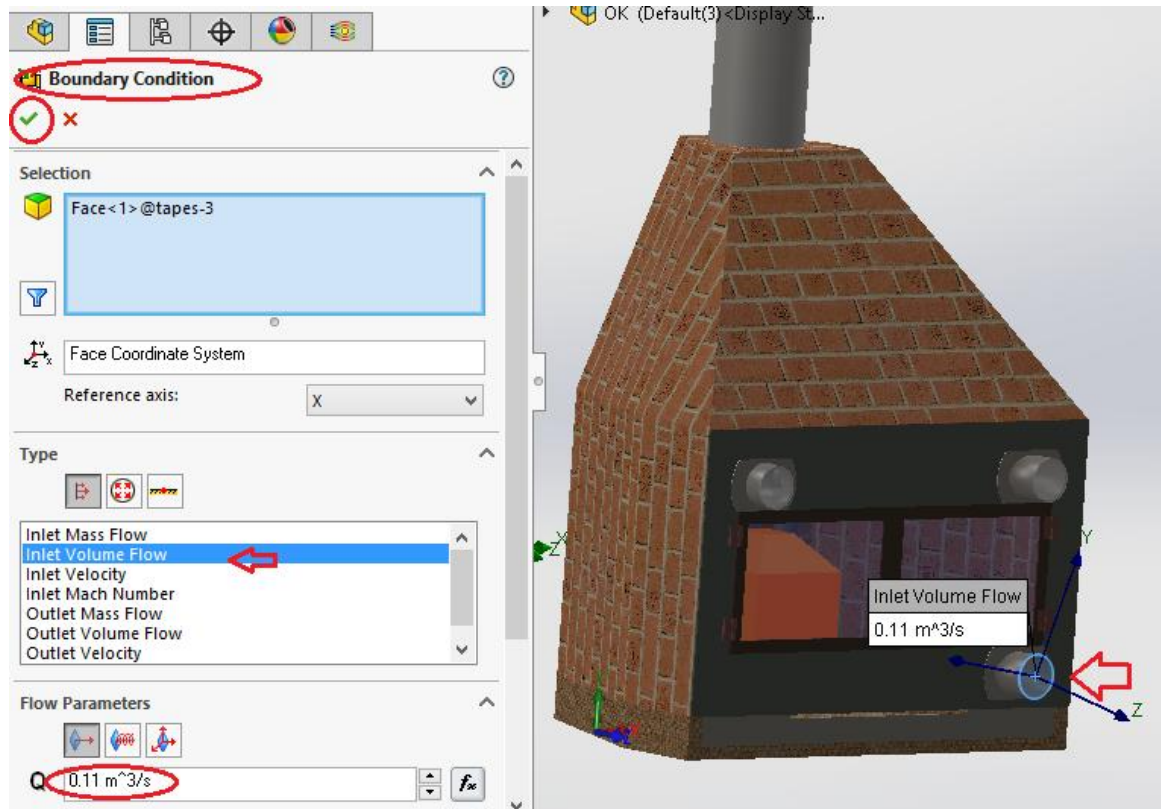 OK (Default(3)<Display St...
Boundary Condition
Selection
Face<1>@tapes-3
Face Coordinate System
Reference axis:
X
Type
Inlet Mass Flow
Inlet Volume Flow
Inlet Velocity
Inlet Mach Number
Outlet Mass Flow
Outlet Volume Flow
Outlet Velocity
Flow Parameters
Q 0.11 m^3/s
fx
Inlet Volume Flow
0.11 m^3/s
Y
Z
X
Z